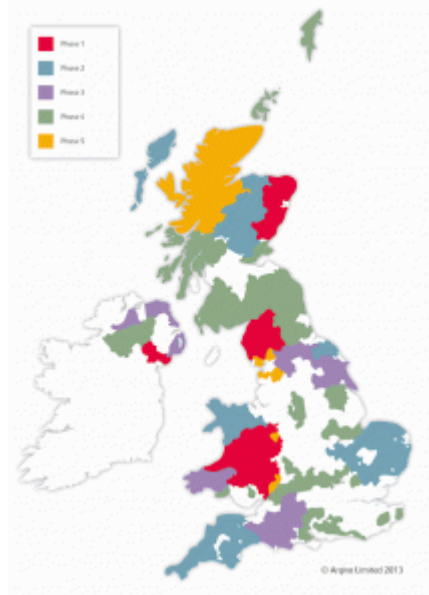 Phase 1
Phase 2
Phase 3
Phase 4
Phase 5
© Arqiva Limited 2013